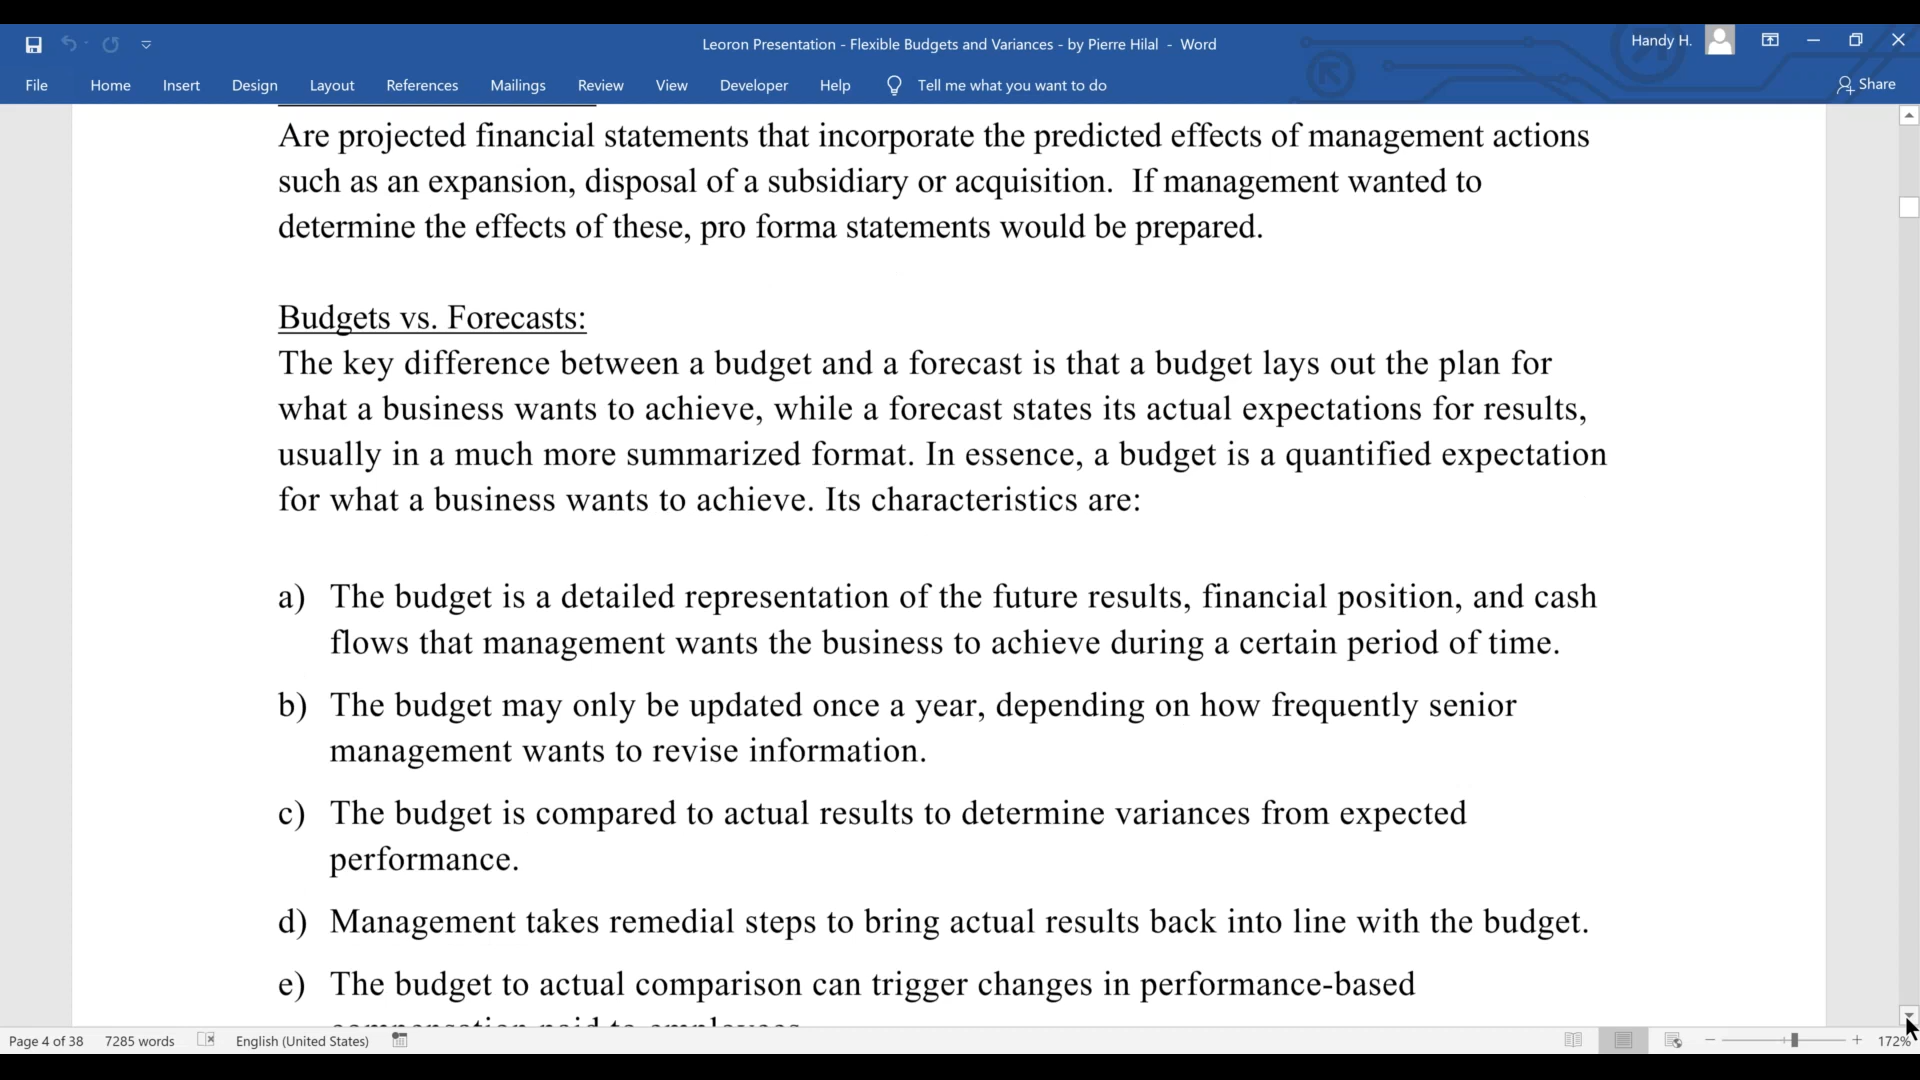 Leoron Presentation - Flexible Budgets and Variances - by Pierre Hilal - Word
Handy H.
File Home Insert Design Layout References Mailings Review View Developer Help Tell me what you want to do Share
Are projected financial statements that incorporate the predicted effects of management actions
such as an expansion, disposal of a subsidiary or acquisition. If management wanted to
determine the effects of these, pro forma statements would be prepared.
Budgets vs. Forecasts:
The key difference between a budget and a forecast is that a budget lays out the plan for
what a business wants to achieve, while a forecast states its actual expectations for results,
usually in a much more summarized format. In essence, a budget is a quantified expectation
for what a business wants to achieve. Its characteristics are:
a) The budget is a detailed representation of the future results, financial position, and cash
flows that management wants the business to achieve during a certain period of time.
b) The budget may only be updated once a year, depending on how frequently senior
management wants to revise information.
c) The budget is compared to actual results to determine variances from expected
performance.
d) Management takes remedial steps to bring actual results back into line with the budget.
e) The budget to actual comparison can trigger changes in performance-based
compensation paid to employees.
Page 4 of 38 7285 words English (United States) 172%